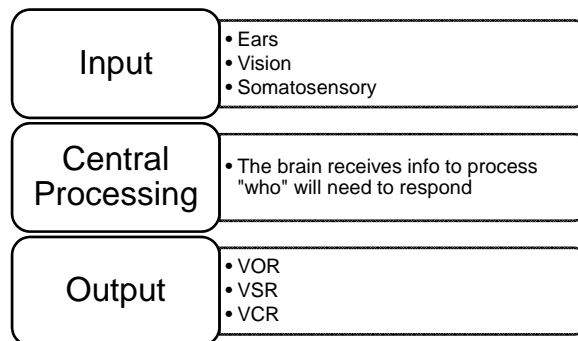 Input
• Ears
• Vision
• Somatosensory
Central
Processing
• The brain receives info to process
"who" will need to respond
Output
• VOR
• VSR
• VCR